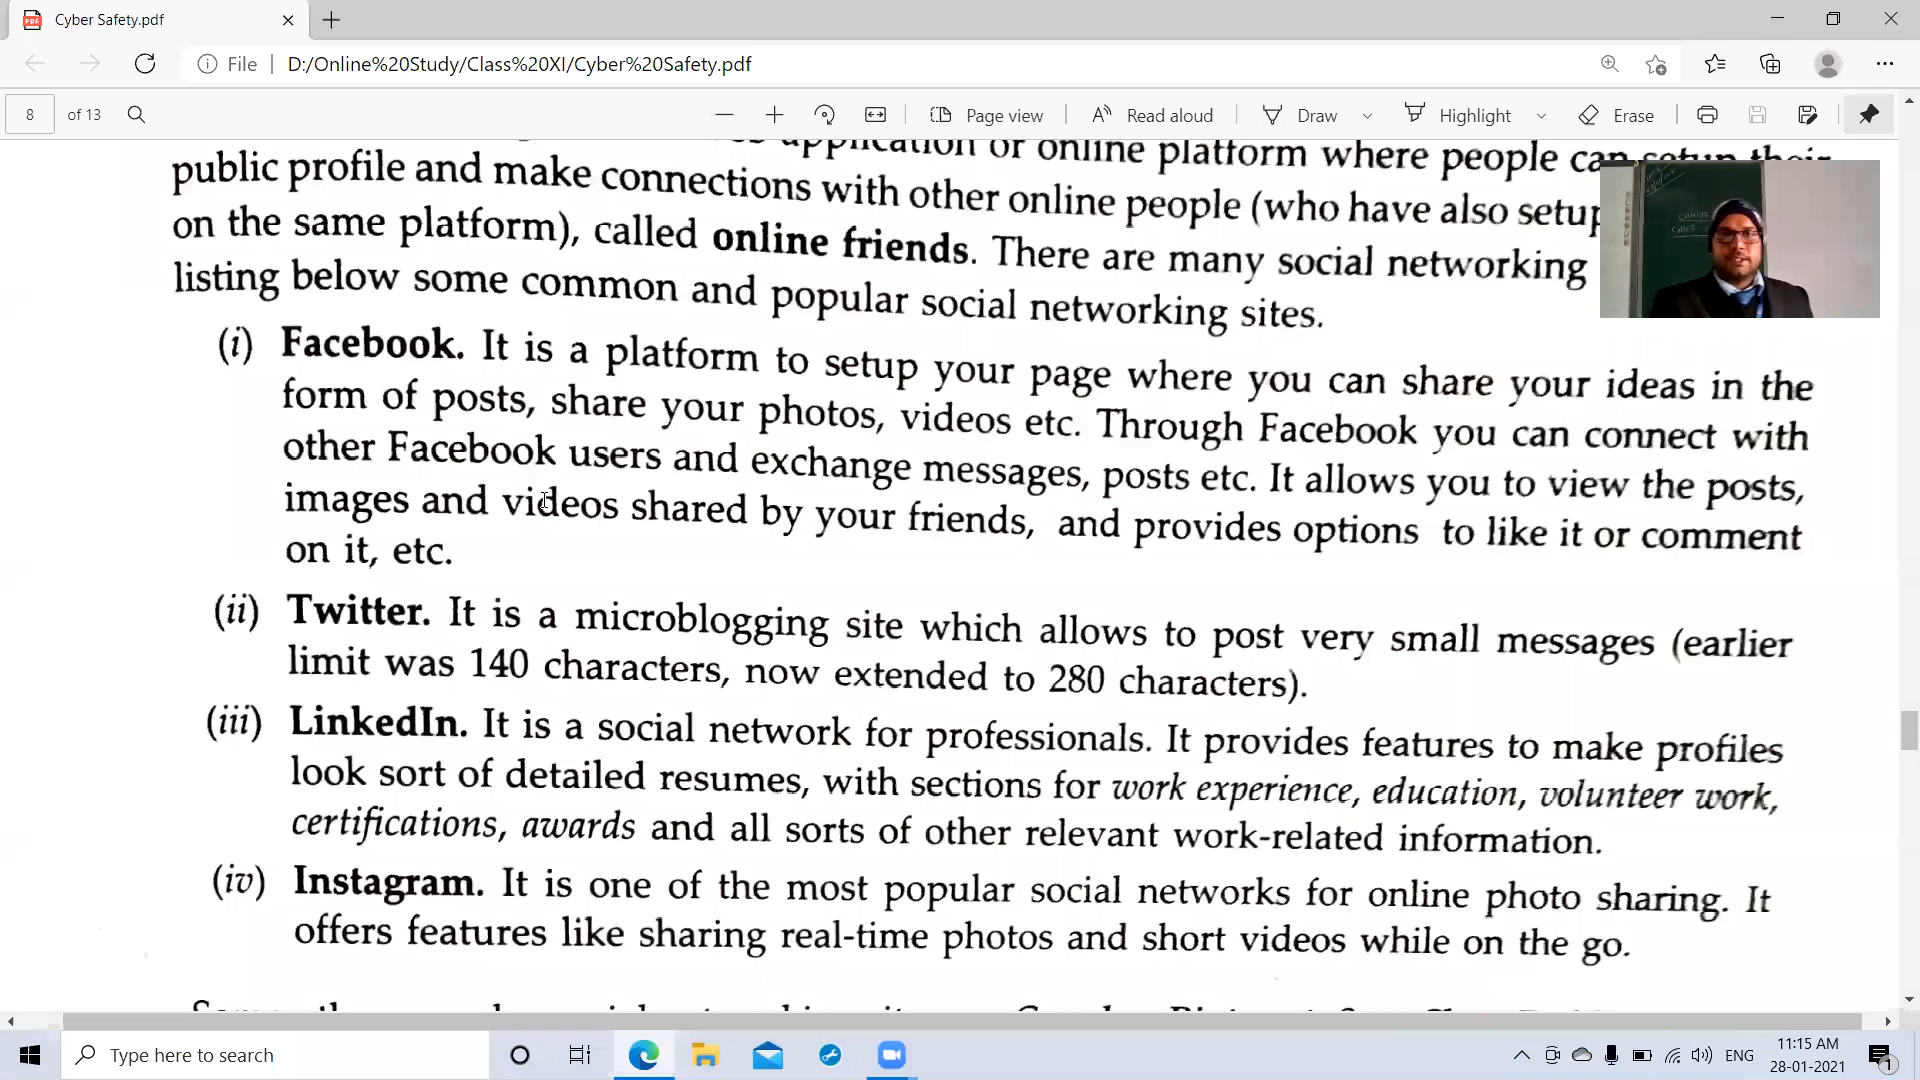 Cyber Safety.pdf
File
D:/Online%20Study/Class%20XI/Cyber%20Safety.pdf
8 of 13
Page view
Read aloud
Draw
Highlight
Erase
application or online platform where people can setup their
public profile and make connections with other online people (who have also setup
on the same platform), called online friends. There are many social networking
listing below some common and popular social networking sites.
(i) Facebook. It is a platform to setup your page where you can share your ideas in the
form of posts, share your photos, videos etc. Through Facebook you can connect with
other Facebook users and exchange messages, posts etc. It allows you to view the posts,
images and videos shared by your friends, and provides options to like it or comment
on it, etc.
(ii) Twitter. It is a microblogging site which allows to post very small messages (earlier
limit was 140 characters, now extended to 280 characters).
(iii) LinkedIn. It is a social network for professionals. It provides features to make profiles
look sort of detailed resumes, with sections for work experience, education, volunteer work,
certifications, awards and all sorts of other relevant work-related information.
(iv) Instagram. It is one of the most popular social networks for online photo sharing. It
offers features like sharing real-time photos and short videos while on the go.
Type here to search
ENG
11:15 AM
28-01-2021
1